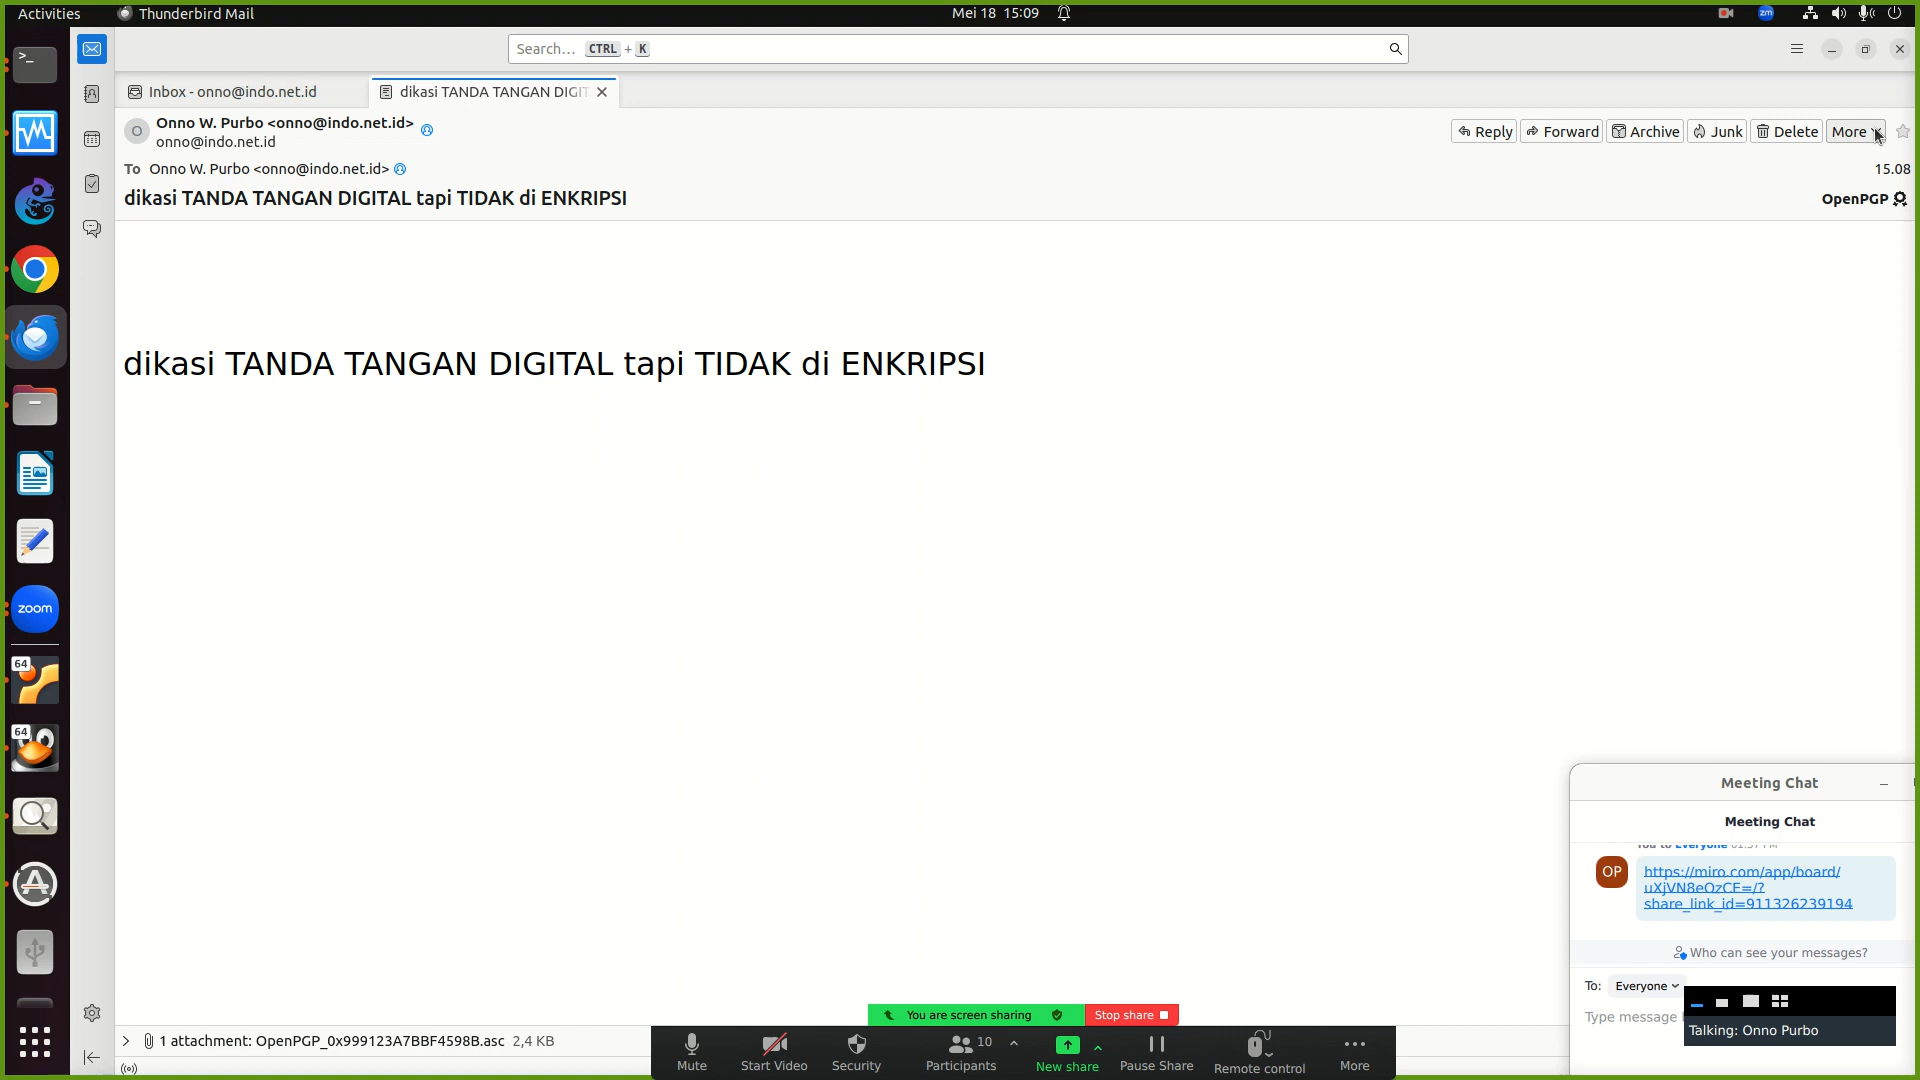 Activities Thunderbird Mail Mei 18 15:09 zm
Search... CTRL + K
Inbox - onno@indo.net.id dikasi TANDA TANGAN DIGIT
O Onno W. Purbo <onno@indo.net.id>
onno@indo.net.id
Reply Forward Archive Junk Delete More
To Onno W. Purbo <onno@indo.net.id> 15.08
dikasi TANDA TANGAN DIGITAL tapi TIDAK di ENKRIPSI OpenPGP
dikasi TANDA TANGAN DIGITAL tapi TIDAK di ENKRIPSI
zoom
64
64
Meeting Chat
Meeting Chat
OP https://miro.com/app/board/
uXjVN8eOzCE=/?
share_link_id=911326239194
Who can see your messages?
To: Everyone
Type message
Talking: Onno Purbo
You are screen sharing Stop share
1 attachment: OpenPGP_0x999123A7BBF4598B.asc 2,4 KB
10
Mute Start Video Security Participants New share Pause Share Remote control More